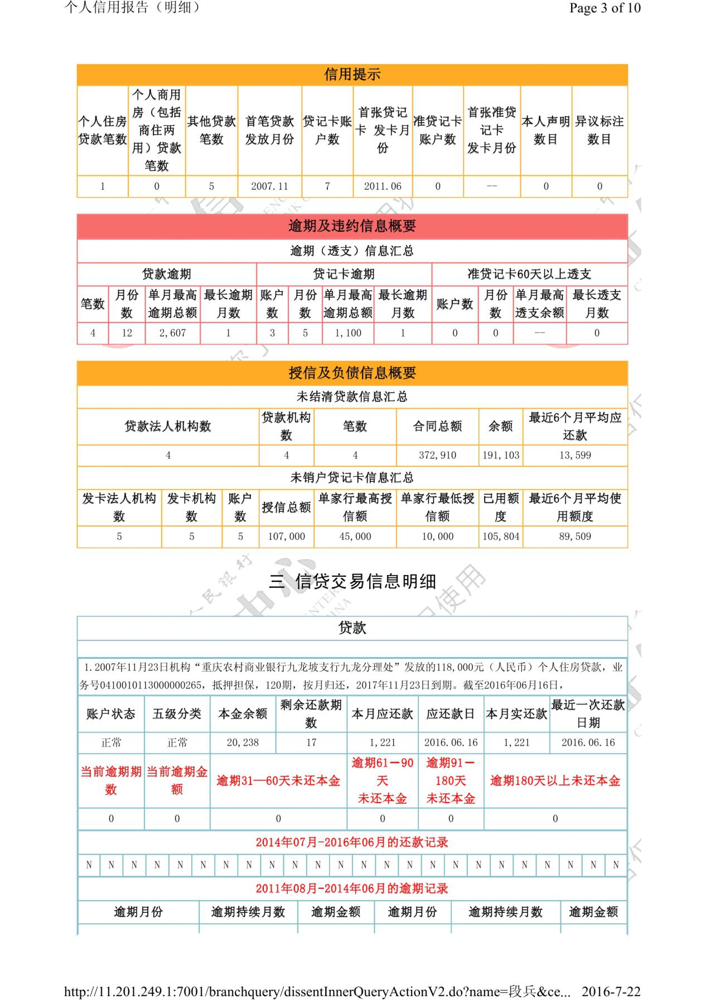 个人信用报告（明细）
Page 3 of 10
信用提示
个人住房贷款笔数 个人商用房（包括商住两用）贷款笔数 其他贷款笔数 首笔贷款发放月份 贷记卡账户数 首张贷记卡 发卡月份 准贷记卡账户数 首张准贷记卡 发卡月份 本人声明数目 异议标注数目
1 0 5 2007.11 7 2011.06 0 -- 0 0
逾期及违约信息概要
逾期（透支）信息汇总
贷款逾期 贷记卡逾期 准贷记卡60天以上透支
笔数 月份数 单月最高逾期总额 最长逾期月数 账户数 月份数 单月最高逾期总额 最长逾期月数 账户数 月份数 单月最高透支余额 最长透支月数
4 12 2,607 1 3 5 1,100 1 0 0 -- 0
授信及负债信息概要
未结清贷款信息汇总
贷款法人机构数 贷款机构数 笔数 合同总额 余额 最近6个月平均应还款
4 4 4 372,910 191,103 13,599
未销户贷记卡信息汇总
发卡法人机构数 发卡机构数 账户数 授信总额 单家行最高授信额 单家行最低授信额 已用额度 最近6个月平均使用额度
5 5 5 107,000 45,000 10,000 105,804 89,509
三 信贷交易信息明细
贷款
1.2007年11月23日机构“重庆农村商业银行九龙坡支行九龙分理处”发放的118,000元（人民币）个人住房贷款，业
务号0410010113000000265，抵押担保，120期，按月归还，2017年11月23日到期。截至2016年06月16日，
账户状态 五级分类 本金余额 剩余还款期数 本月应还款 应还款日 本月实还款 最近一次还款日期
正常 正常 20,238 17 1,221 2016.06.16 1,221 2016.06.16
当前逾期期数 当前逾期金额 逾期31—60天未还本金 逾期61－90天未还本金 逾期91－180天未还本金 逾期180天以上未还本金
0 0 0 0 0 0
2014年07月-2016年06月的还款记录
N N N N N N N N N N N N N N N N N N N N N N N N
2011年08月-2014年06月的逾期记录
逾期月份 逾期持续月数 逾期金额 逾期月份 逾期持续月数 逾期金额
http://11.201.249.1:7001/branchquery/dissentInnerQueryActionV2.do?name=段兵&ce... 2016-7-22